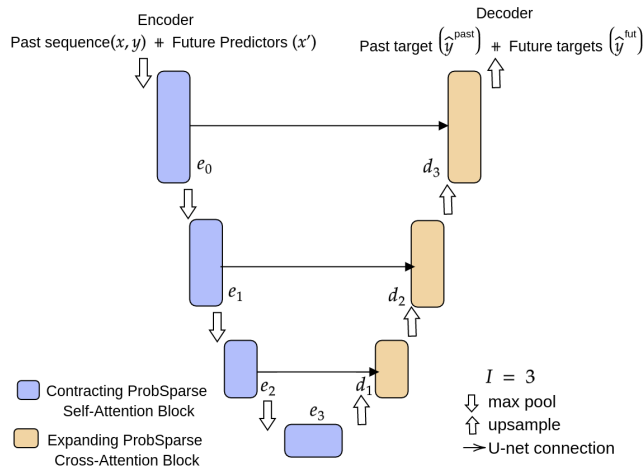 Encoder
Past sequence(x, y) ⧺ Future Predictors (x′)
Decoder
Past target (ŷ^past) ⧺ Future targets (ŷ^fut)
e₀
d₃
e₁
d₂
e₂
d₁
e₃
Contracting ProbSparse
Self-Attention Block
Expanding ProbSparse
Cross-Attention Block
I = 3
max pool
upsample
U-net connection